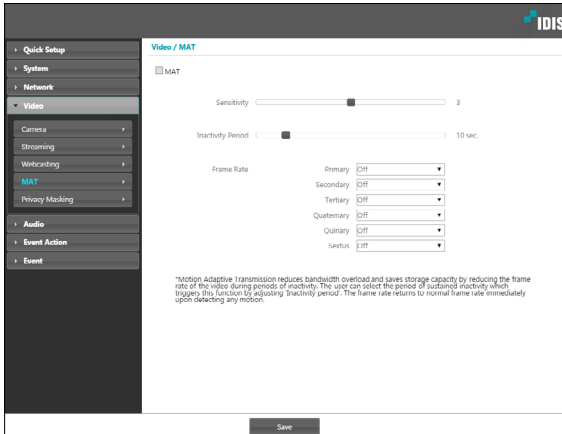 IDIS
Quick Setup
System
Network
Video
Camera
Streaming
Webcasting
MAT
Privacy Masking
Audio
Event Action
Event
Video / MAT
MAT
Sensitivity 3
Inactivity Period 10 sec.
Frame Rate Primary Off
Secondary Off
Tertiary Off
Quaternary Off
Quinary Off
Sextus Off
*Motion Adaptive Transmission reduces bandwidth overload and saves storage capacity by reducing the frame
rate of the video during periods of inactivity. The user can select the period of sustained inactivity which
triggers this function by adjusting 'Inactivity period'. The frame rate returns to normal frame rate immediately
upon detecting any motion.
Save